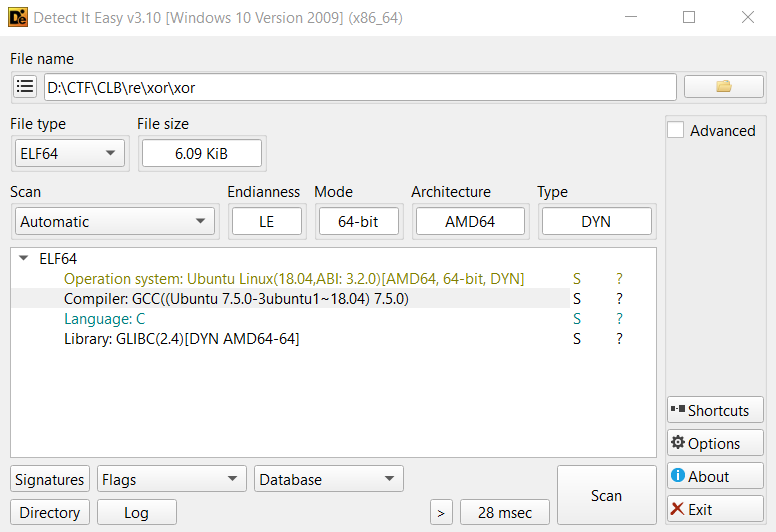 Detect It Easy v3.10 [Windows 10 Version 2009] (x86_64)
File name
D:\CTF\CLB\re\xor\xor
File type
File size
ELF64
6.09 KiB
Advanced
Scan
Endianness
Mode
Architecture
Type
Automatic
LE
64-bit
AMD64
DYN
ELF64
Operation system: Ubuntu Linux(18.04,ABI: 3.2.0)[AMD64, 64-bit, DYN] S ?
Compiler: GCC((Ubuntu 7.5.0-3ubuntu1~18.04) 7.5.0) S ?
Language: C S ?
Library: GLIBC(2.4)[DYN AMD64-64] S ?
Shortcuts
Options
About
Exit
Signatures
Flags
Database
Scan
Directory
Log
>
28 msec